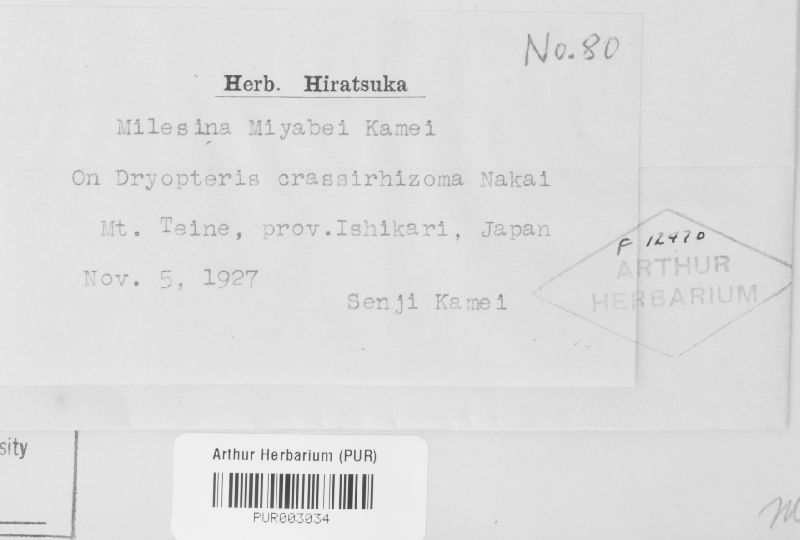 No. 80
Herb. Hiratsuka
Milesina Miyabei Kamei
On Dryopteris crassirhizoma Nakai
Mt. Teine, prov.Ishikari, Japan
Nov. 5, 1927
Senji Kamei
F 12470
ARTHUR
HERBARIUM
sity
Arthur Herbarium (PUR)
PUR003034